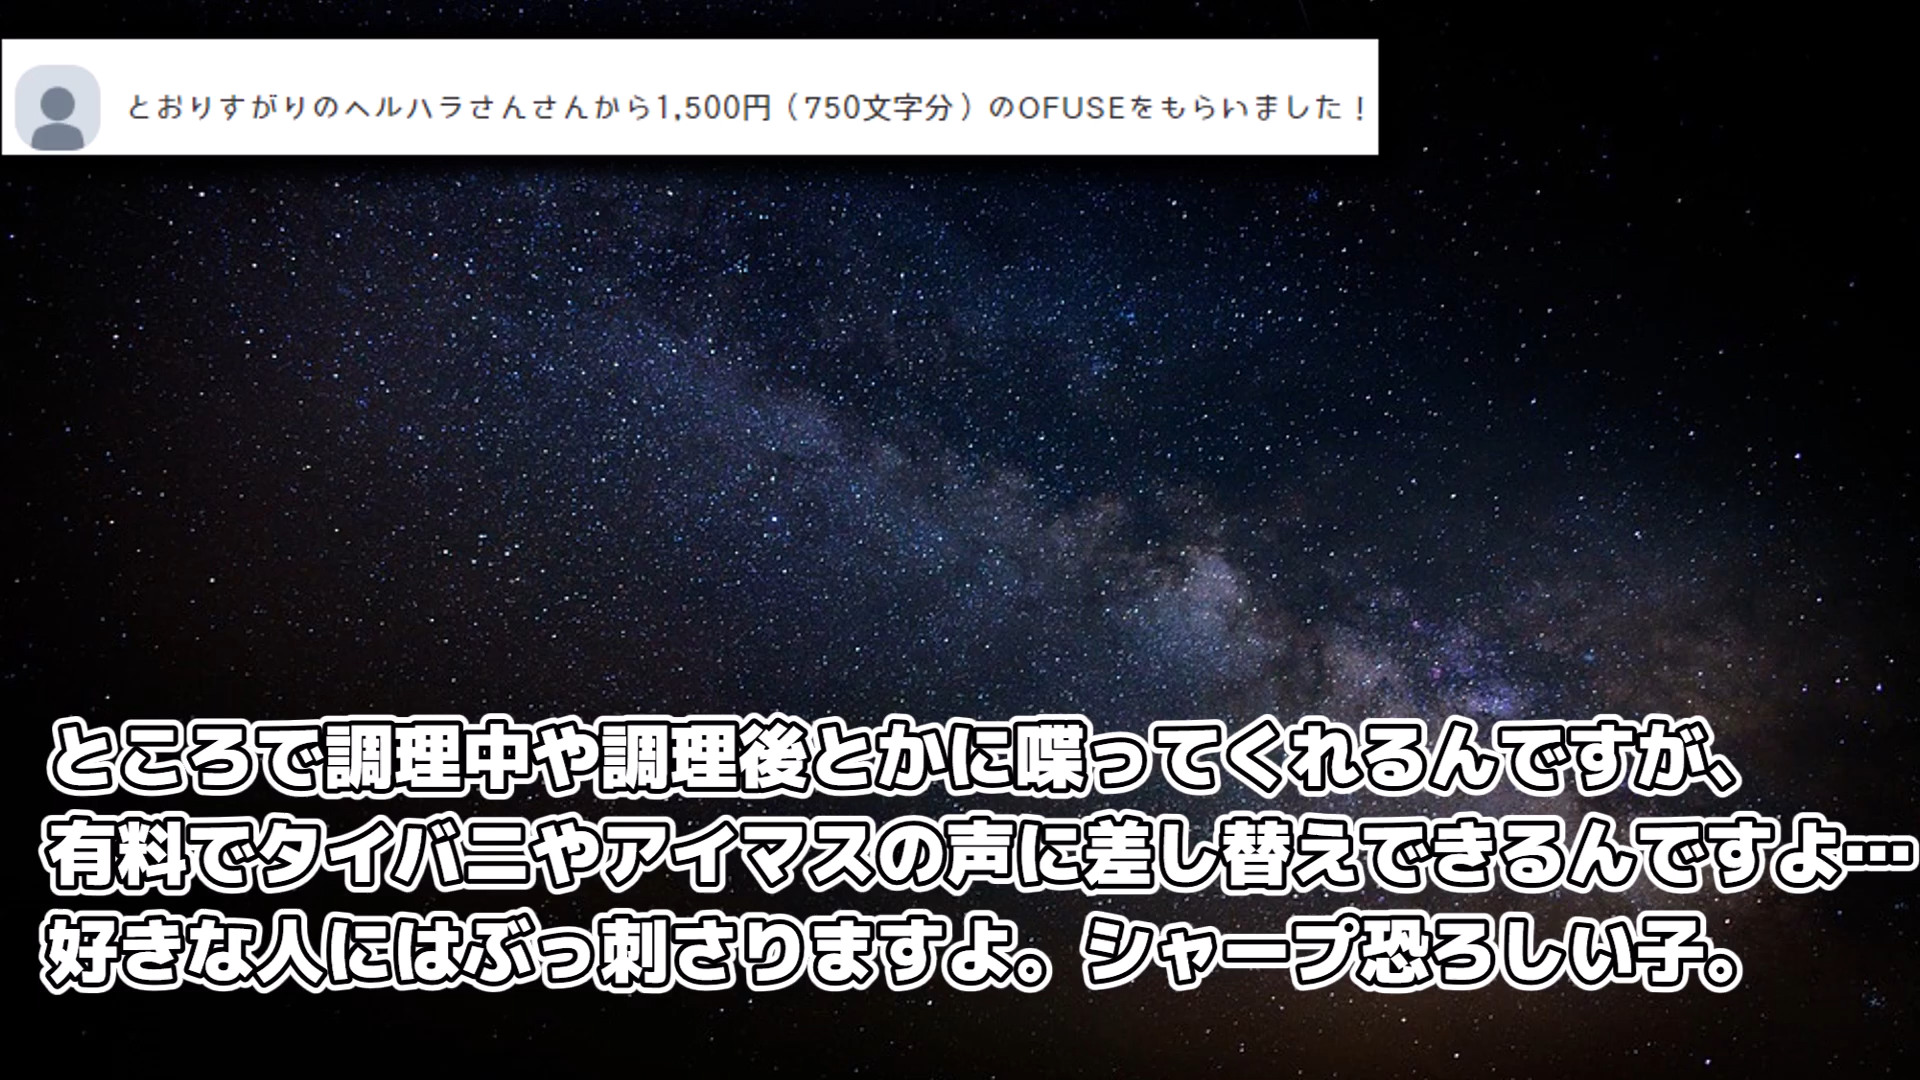 とおりすがりのヘルハラさんさんから1,500円（750文字分）のOFUSEをもらいました！
ところで調理中や調理後とかに喋ってくれるんですが、
有料でタイバニやアイマスの声に差し替えできるんですよ…
好きな人にはぶっ刺さりますよ。シャープ恐ろしい子。